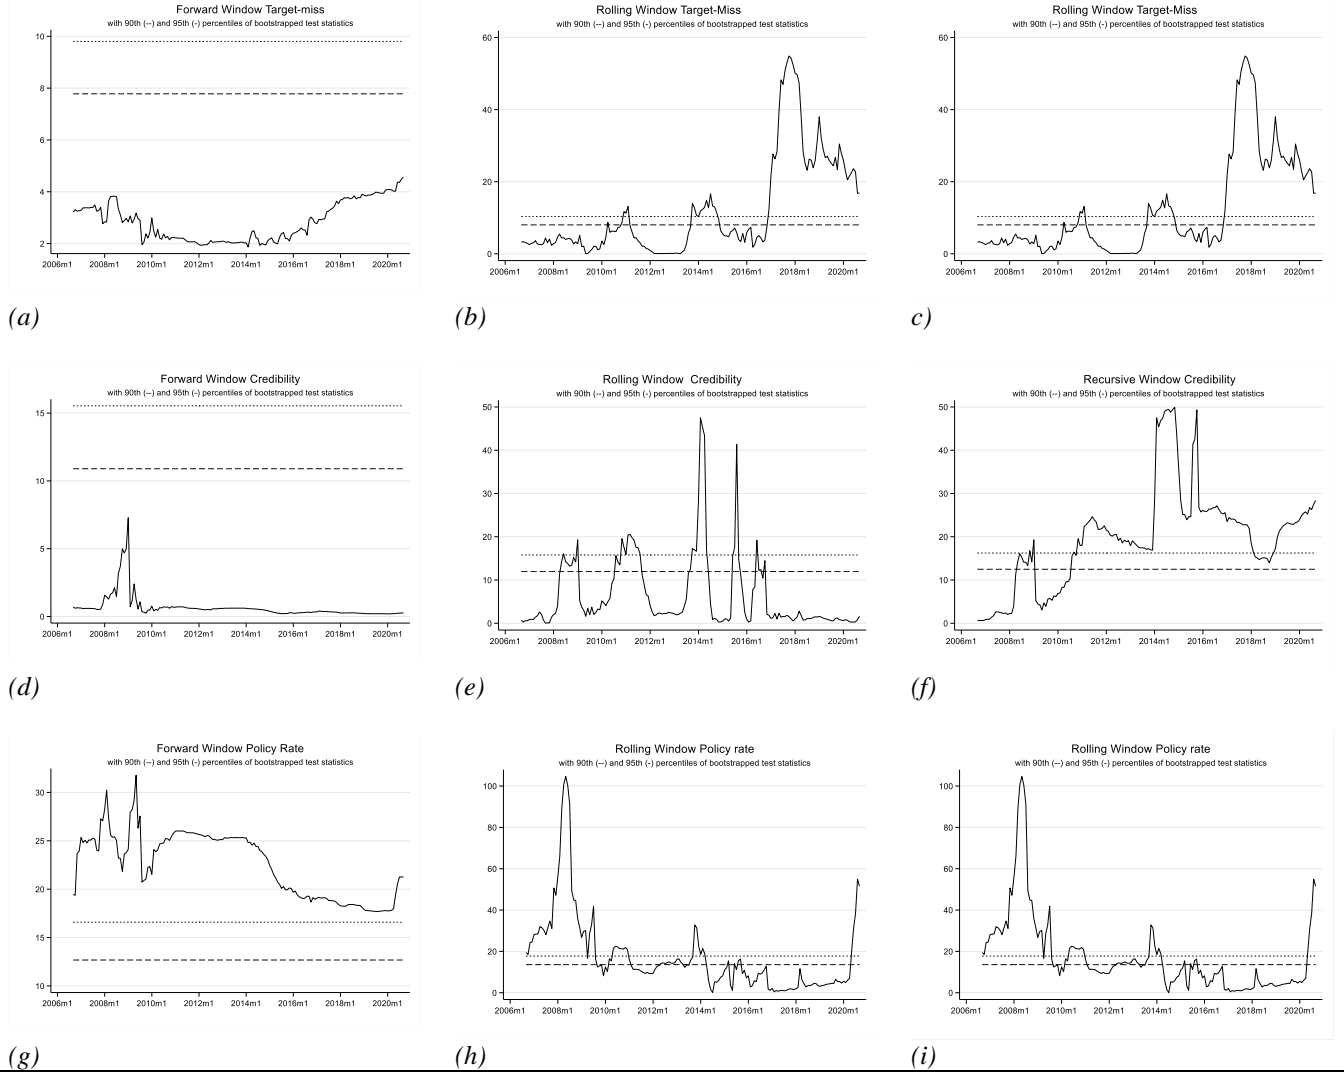 Forward Window Target-miss
with 90th (--) and 95th (-) percentiles of bootstrapped test statistics
10
8
6
4
2
2006m1 2008m1 2010m1 2012m1 2014m1 2016m1 2018m1 2020m1
(a)
Rolling Window Target-Miss
with 90th (--) and 95th (-) percentiles of bootstrapped test statistics
60
40
20
0
2006m1 2008m1 2010m1 2012m1 2014m1 2016m1 2018m1 2020m1
(b)
Rolling Window Target-Miss
with 90th (--) and 95th (-) percentiles of bootstrapped test statistics
60
40
20
0
2006m1 2008m1 2010m1 2012m1 2014m1 2016m1 2018m1 2020m1
c)
Forward Window Credibility
with 90th (--) and 95th (-) percentiles of bootstrapped test statistics
15
10
5
0
2006m1 2008m1 2010m1 2012m1 2014m1 2016m1 2018m1 2020m1
(d)
Rolling Window Credibility
with 90th (--) and 95th (-) percentiles of bootstrapped test statistics
50
40
30
20
10
0
2006m1 2008m1 2010m1 2012m1 2014m1 2016m1 2018m1 2020m1
(e)
Recursive Window Credibility
with 90th (--) and 95th (-) percentiles of bootstrapped test statistics
50
40
30
20
10
0
2006m1 2008m1 2010m1 2012m1 2014m1 2016m1 2018m1 2020m1
(f)
Forward Window Policy Rate
with 90th (--) and 95th (-) percentiles of bootstrapped test statistics
30
25
20
15
10
2006m1 2008m1 2010m1 2012m1 2014m1 2016m1 2018m1 2020m1
(g)
Rolling Window Policy rate
with 90th (--) and 95th (-) percentiles of bootstrapped test statistics
100
80
60
40
20
0
2006m1 2008m1 2010m1 2012m1 2014m1 2016m1 2018m1 2020m1
(h)
Rolling Window Policy rate
with 90th (--) and 95th (-) percentiles of bootstrapped test statistics
100
80
60
40
20
0
2006m1 2008m1 2010m1 2012m1 2014m1 2016m1 2018m1 2020m1
(i)